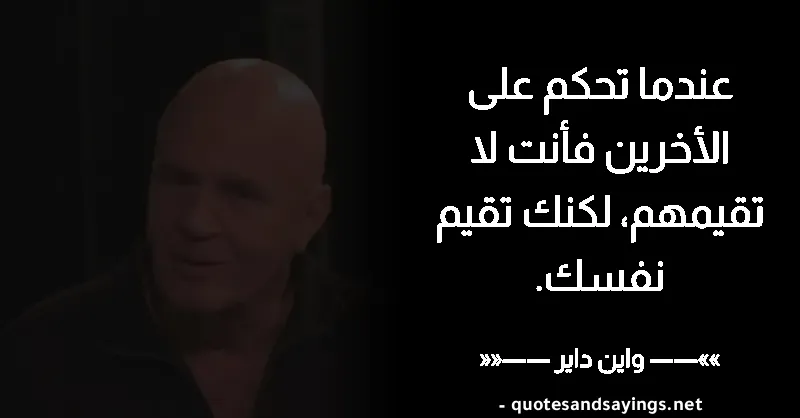 عندما تحكم على
الأخرين فأنت لا
تقيمهم، لكنك تقيم
نفسك.
»»—— واين داير ——««
- quotesandsayings.net